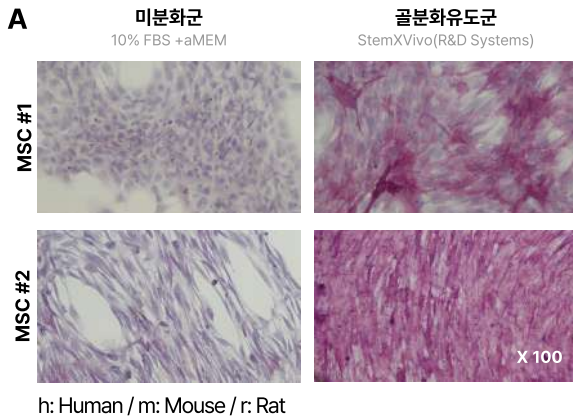 A
미분화군
10% FBS +aMEM
골분화유도군
StemXVivo(R&D Systems)
MSC #1
MSC #2
X 100
h: Human / m: Mouse / r: Rat